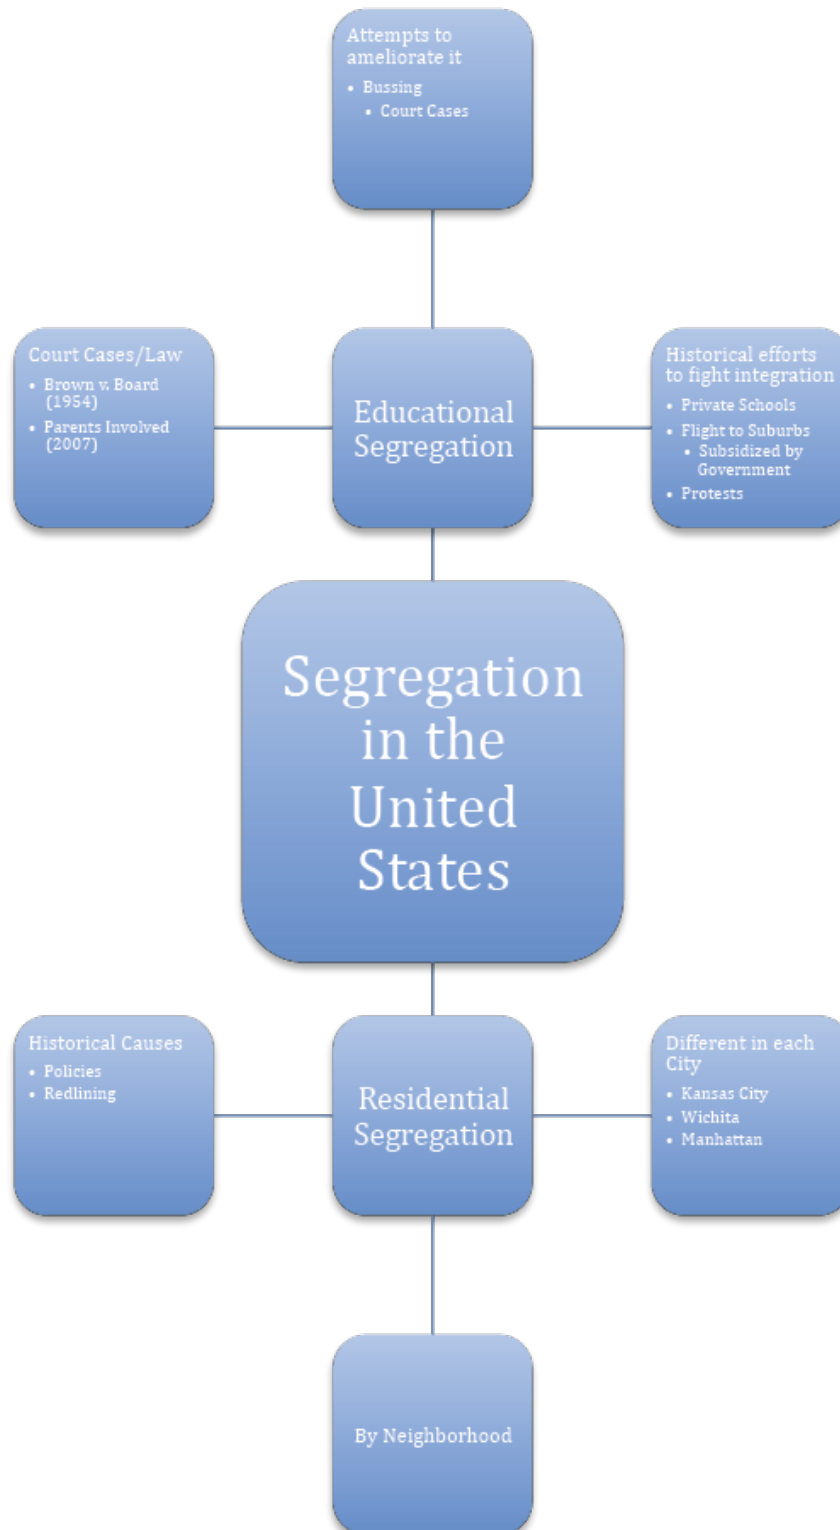 Attempts to
ameliorate it
• Bussing
• Court Cases
Court Cases/Law
• Brown v. Board
(1954)
• Parents Involved
(2007)
Educational
Segregation
Historical efforts
to fight integration
• Private Schools
• Flight to Suburbs
• Subsidized by
Government
• Protests
Segregation
in the
United
States
Historical Causes
• Policies
• Redlining
Residential
Segregation
Different in each
City
• Kansas City
• Wichita
• Manhattan
By Neighborhood